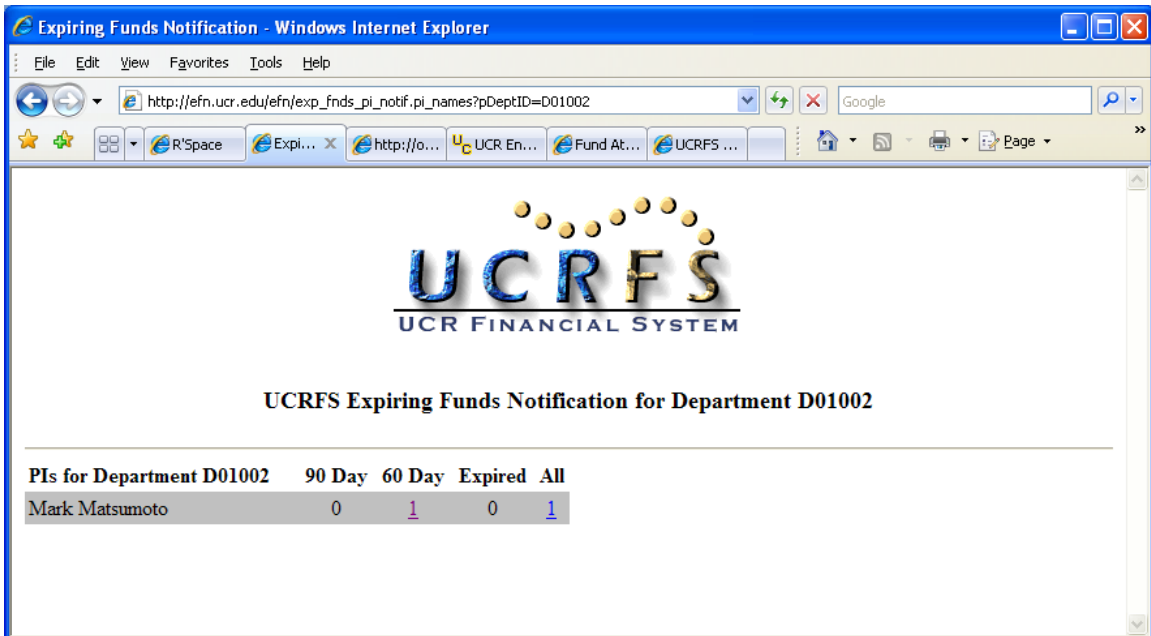 Expiring Funds Notification - Windows Internet Explorer
File Edit View Favorites Tools Help
http://efn.ucr.edu/efn/exp_fnds_pi_notif.pi_names?pDeptID=D01002 Google
R'Space Expi... http://o... UC UCR En... Fund At... UCRFS ... Page »
UCRFS
UCR FINANCIAL SYSTEM
UCRFS Expiring Funds Notification for Department D01002
PIs for Department D01002 90 Day 60 Day Expired All
Mark Matsumoto 0 1 0 1